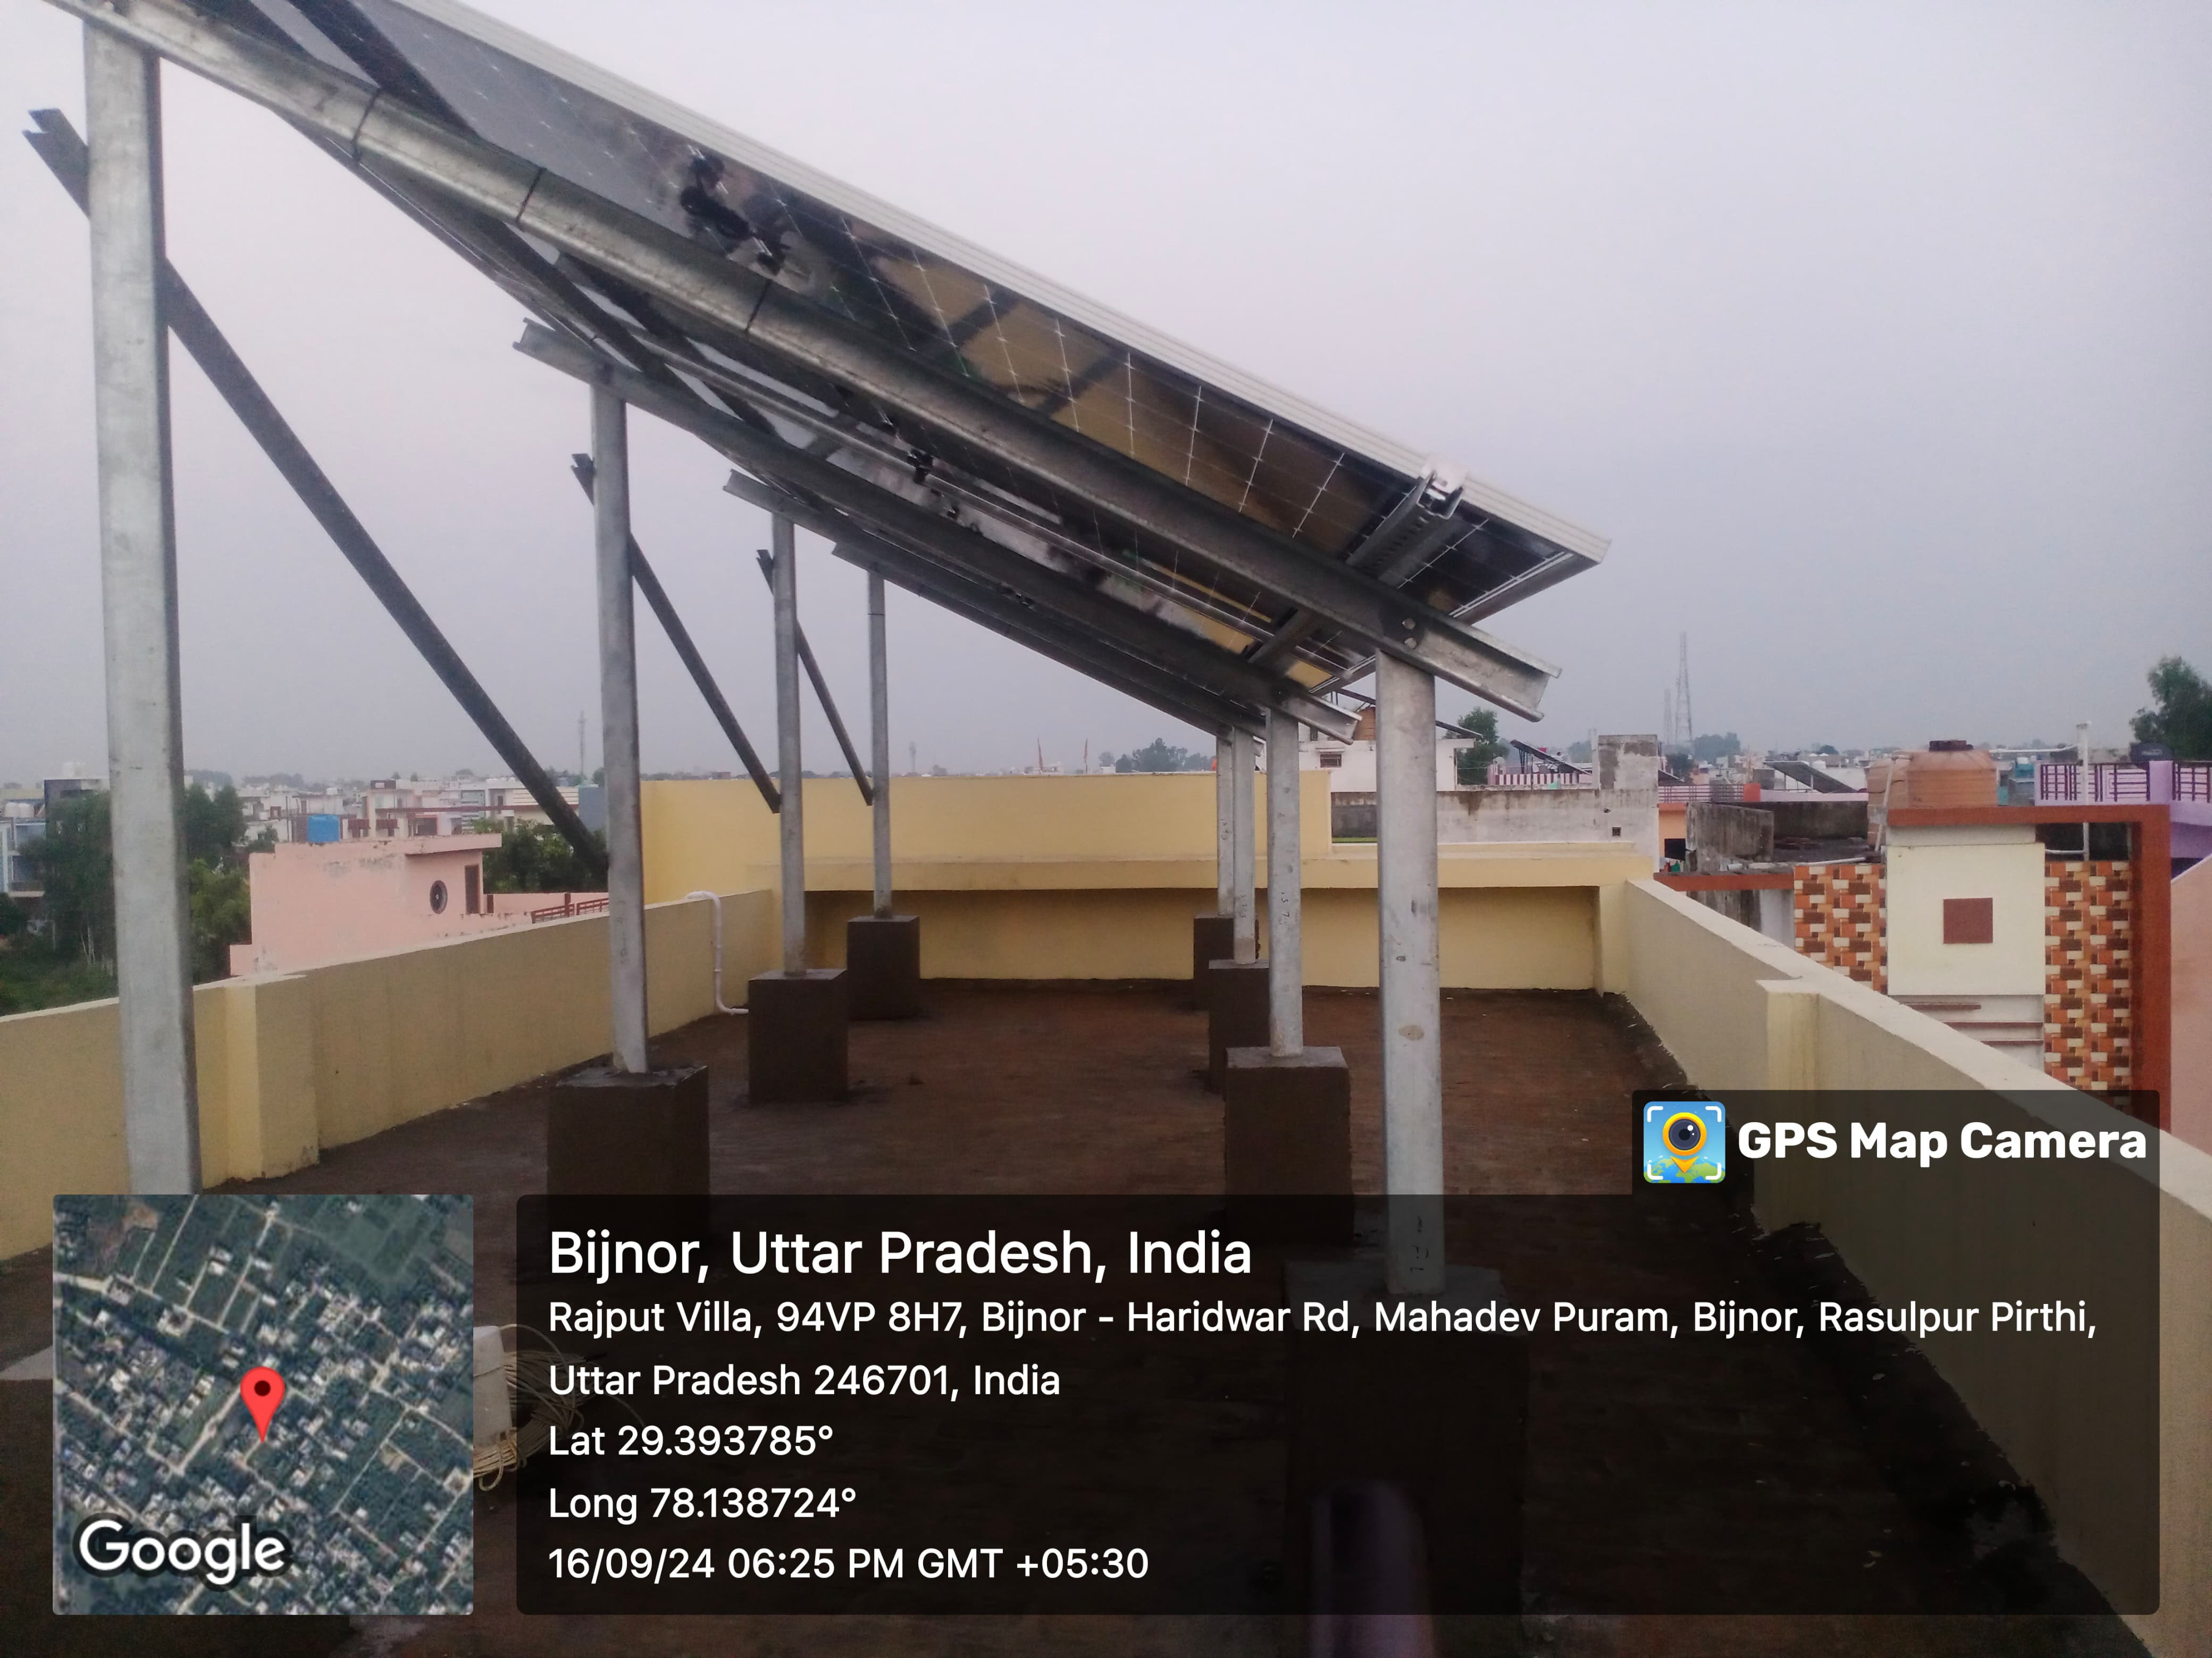 GPS Map Camera
Bijnor, Uttar Pradesh, India
Rajput Villa, 94VP 8H7, Bijnor - Haridwar Rd, Mahadev Puram, Bijnor, Rasulpur Pirthi,
Uttar Pradesh 246701, India
Lat 29.393785°
Long 78.138724°
16/09/24 06:25 PM GMT +05:30
Google